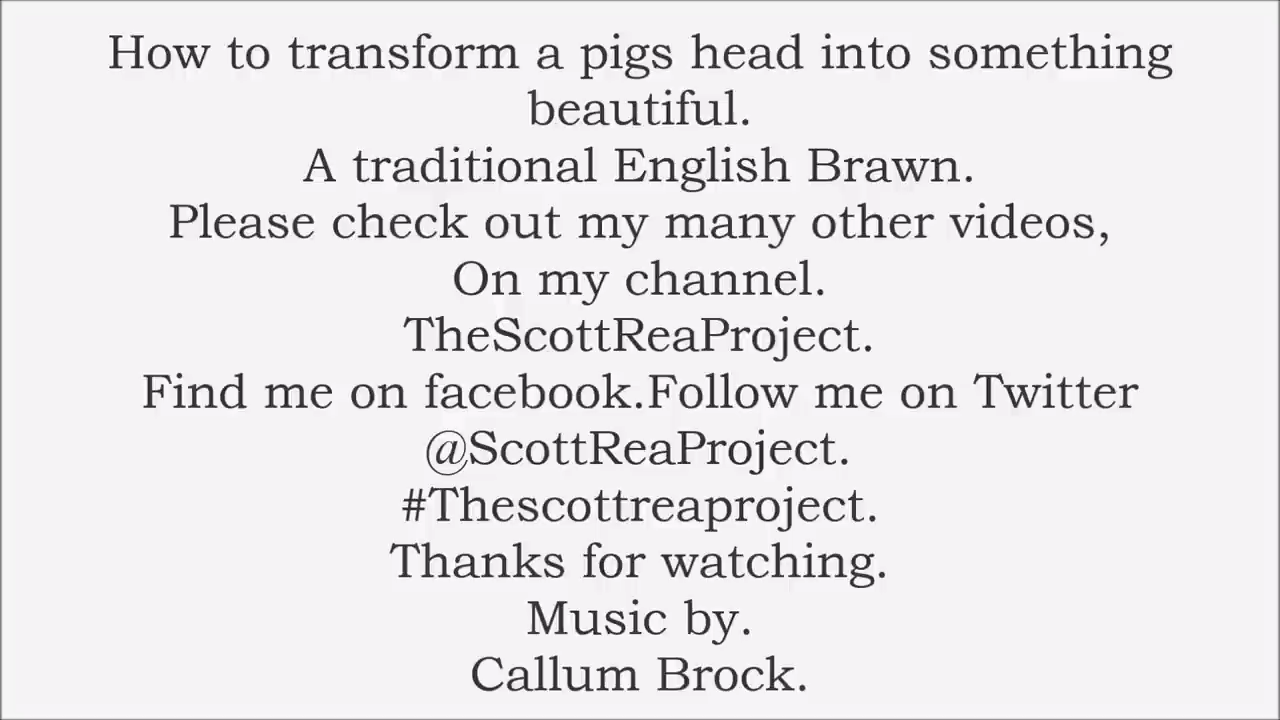 How to transform a pigs head into something
beautiful.
A traditional English Brawn.
Please check out my many other videos,
On my channel.
TheScottReaProject.
Find me on facebook.Follow me on Twitter
@ScottReaProject.
#Thescottreaproject.
Thanks for watching.
Music by.
Callum Brock.